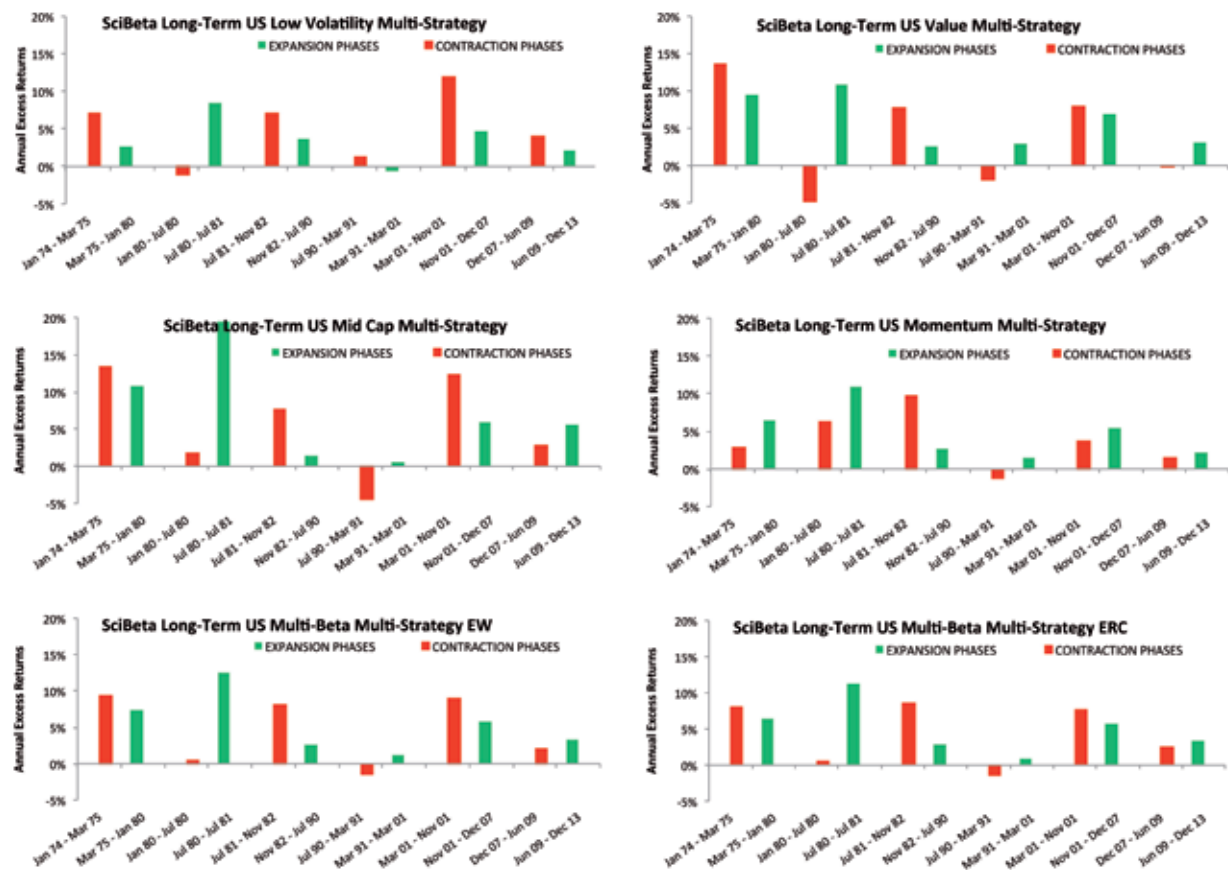 SciBeta Long-Term US Low Volatility Multi-Strategy
EXPANSION PHASES
CONTRACTION PHASES
Annual Excess Returns
20%
15%
10%
5%
0%
-5%
Jan 74 - Mar 75
Mar 75 - Jan 80
Jan 80 - Jul 80
Jul 80 - Jul 81
Jul 81 - Nov 82
Nov 82 - Jul 90
Jul 90 - Mar 91
Mar 91 - Mar 01
Mar 01 - Nov 01
Nov 01 - Dec 07
Dec 07 - Jun 09
Jun 09 - Dec 13
SciBeta Long-Term US Value Multi-Strategy
EXPANSION PHASES
CONTRACTION PHASES
Annual Excess Returns
20%
15%
10%
5%
0%
-5%
Jan 74 - Mar 75
Mar 75 - Jan 80
Jan 80 - Jul 80
Jul 80 - Jul 81
Jul 81 - Nov 82
Nov 82 - Jul 90
Jul 90 - Mar 91
Mar 91 - Mar 01
Mar 01 - Nov 01
Nov 01 - Dec 07
Dec 07 - Jun 09
Jun 09 - Dec 13
SciBeta Long-Term US Mid Cap Multi-Strategy
EXPANSION PHASES
CONTRACTION PHASES
Annual Excess Returns
20%
15%
10%
5%
0%
-5%
Jan 74 - Mar 75
Mar 75 - Jan 80
Jan 80 - Jul 80
Jul 80 - Jul 81
Jul 81 - Nov 82
Nov 82 - Jul 90
Jul 90 - Mar 91
Mar 91 - Mar 01
Mar 01 - Nov 01
Nov 01 - Dec 07
Dec 07 - Jun 09
Jun 09 - Dec 13
SciBeta Long-Term US Momentum Multi-Strategy
EXPANSION PHASES
CONTRACTION PHASES
Annual Excess Returns
20%
15%
10%
5%
0%
-5%
Jan 74 - Mar 75
Mar 75 - Jan 80
Jan 80 - Jul 80
Jul 80 - Jul 81
Jul 81 - Nov 82
Nov 82 - Jul 90
Jul 90 - Mar 91
Mar 91 - Mar 01
Mar 01 - Nov 01
Nov 01 - Dec 07
Dec 07 - Jun 09
Jun 09 - Dec 13
SciBeta Long-Term US Multi-Beta Multi-Strategy EW
EXPANSION PHASES
CONTRACTION PHASES
Annual Excess Returns
20%
15%
10%
5%
0%
-5%
Jan 74 - Mar 75
Mar 75 - Jan 80
Jan 80 - Jul 80
Jul 80 - Jul 81
Jul 81 - Nov 82
Nov 82 - Jul 90
Jul 90 - Mar 91
Mar 91 - Mar 01
Mar 01 - Nov 01
Nov 01 - Dec 07
Dec 07 - Jun 09
Jun 09 - Dec 13
SciBeta Long-Term US Multi-Beta Multi-Strategy ERC
EXPANSION PHASES
CONTRACTION PHASES
Annual Excess Returns
20%
15%
10%
5%
0%
-5%
Jan 74 - Mar 75
Mar 75 - Jan 80
Jan 80 - Jul 80
Jul 80 - Jul 81
Jul 81 - Nov 82
Nov 82 - Jul 90
Jul 90 - Mar 91
Mar 91 - Mar 01
Mar 01 - Nov 01
Nov 01 - Dec 07
Dec 07 - Jun 09
Jun 09 - Dec 13